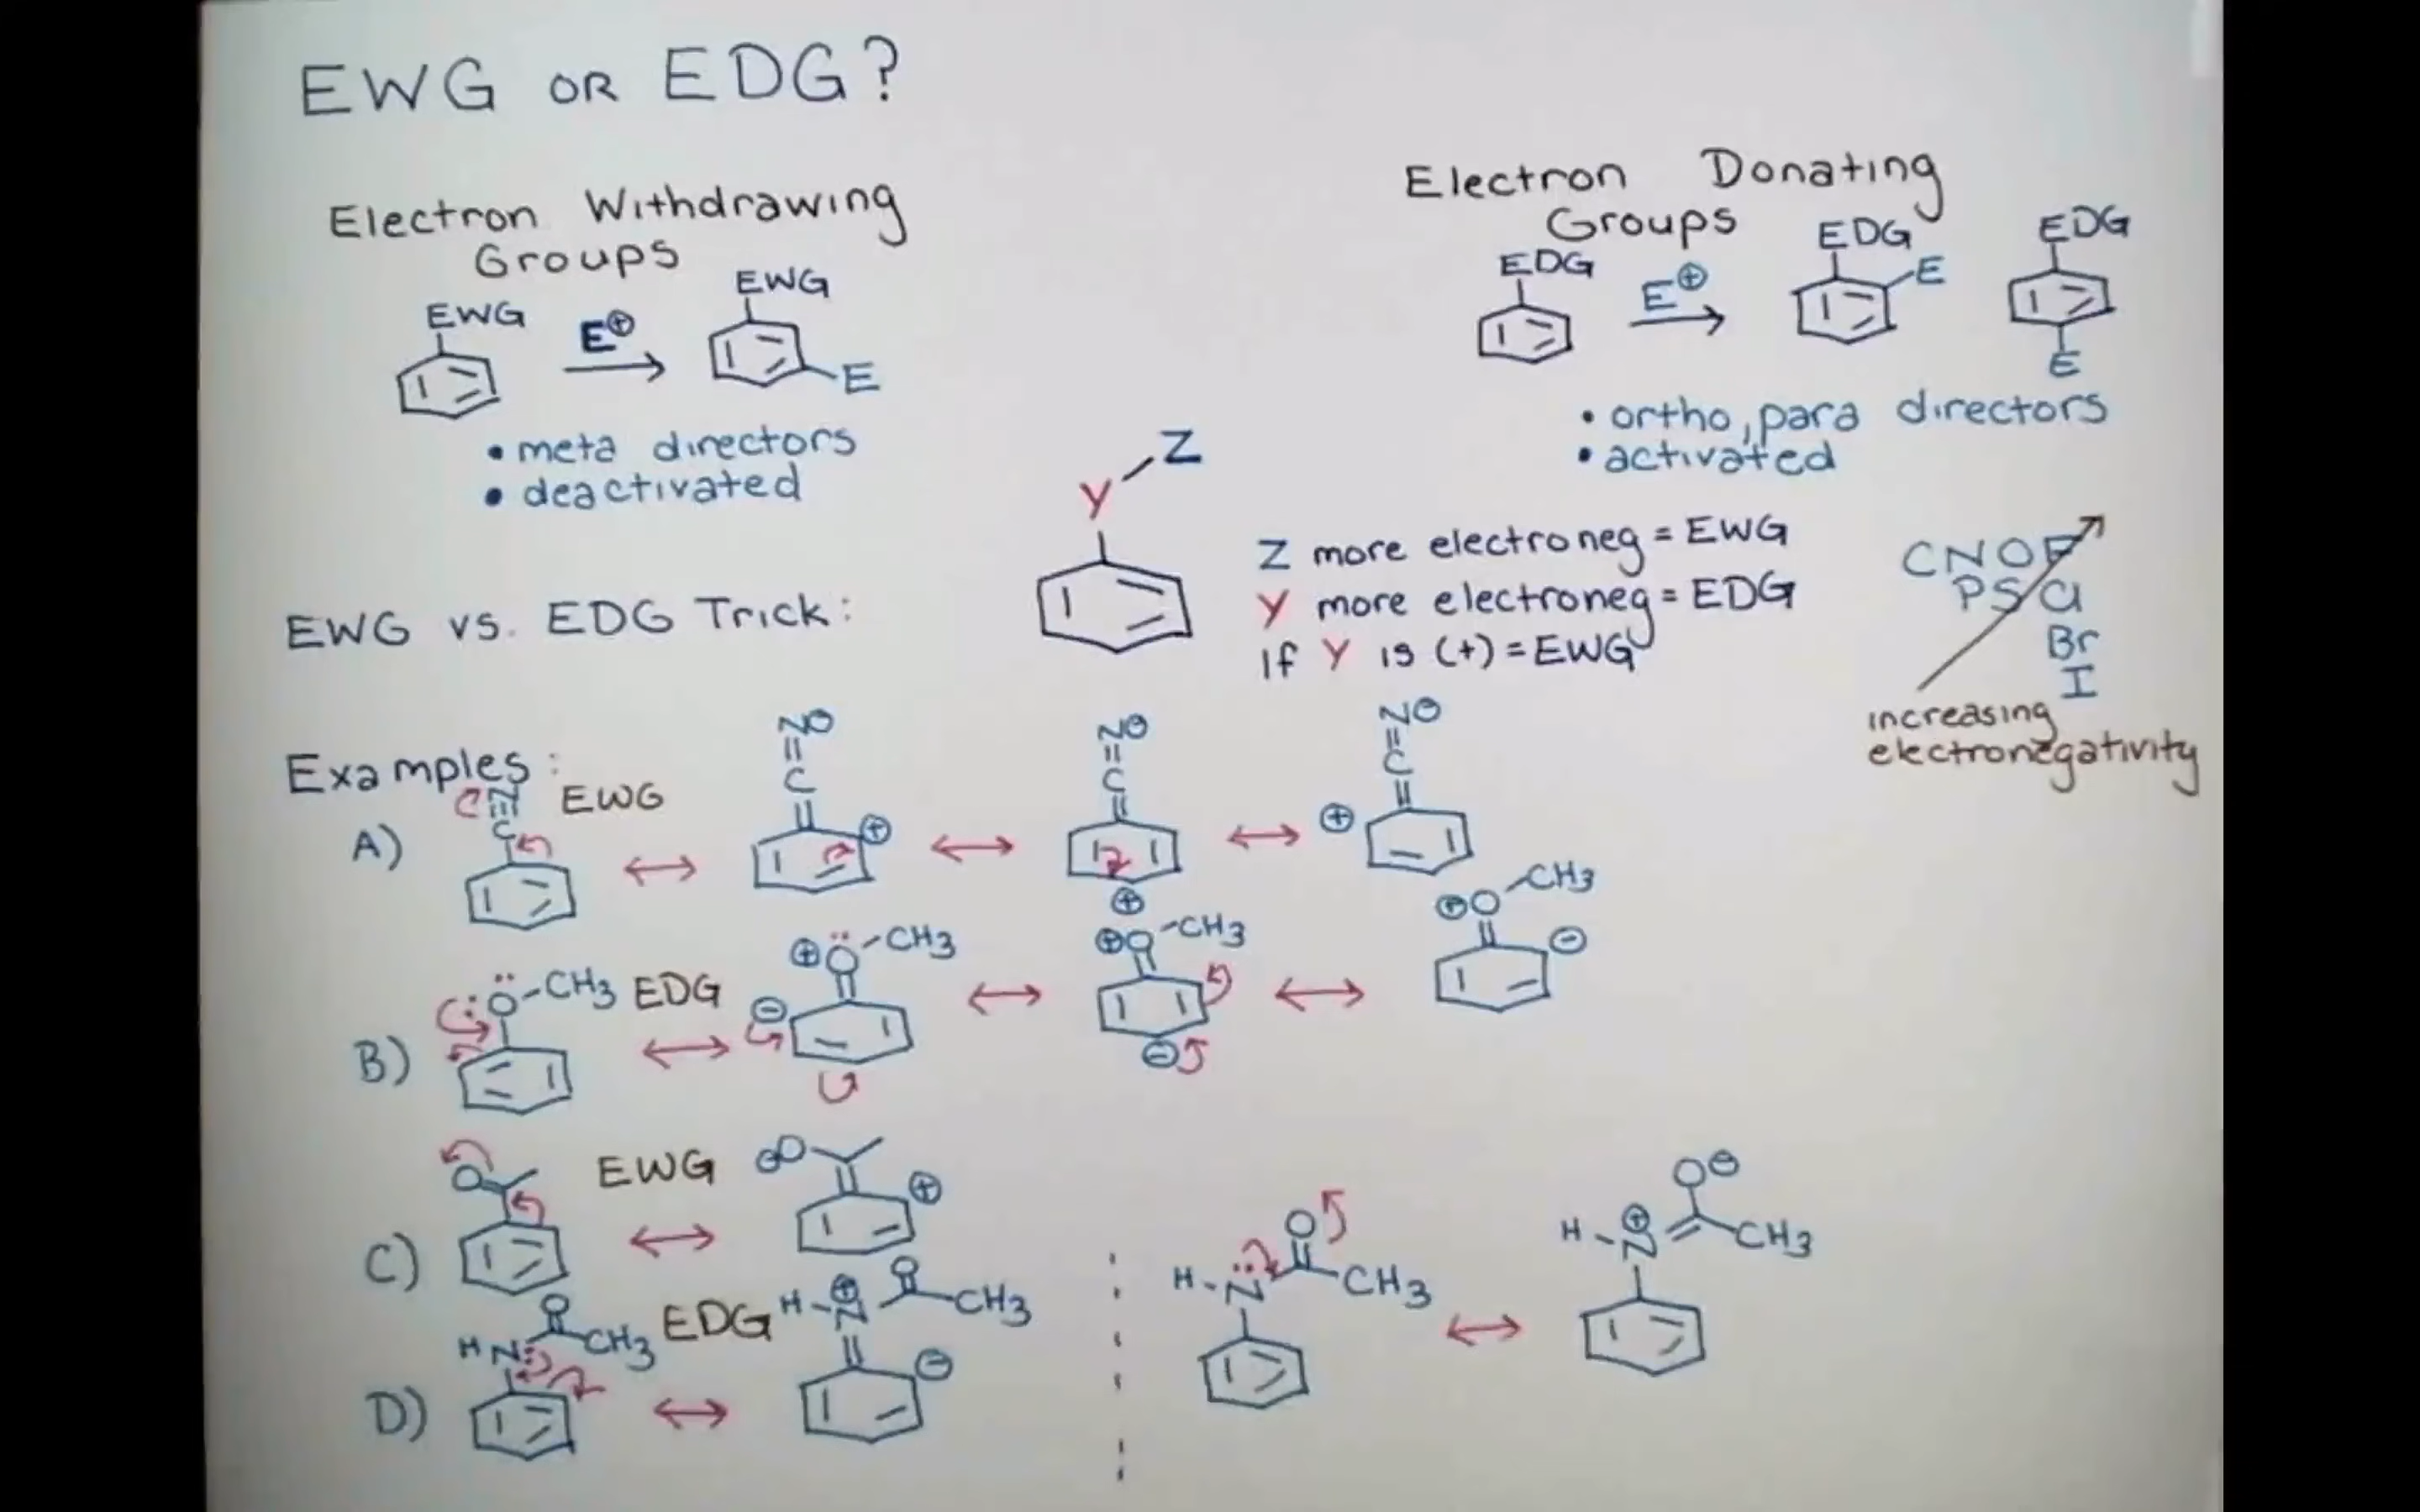 EWG OR EDG?
Electron Withdrawing
Groups
EWG
E⊕
EWG
E
• meta directors
• deactivated
Electron Donating
Groups
EDG
E⊕
EDG
E
EDG
E
• ortho, para directors
• activated
EWG vs. EDG Trick:
Z
Y
Z more electroneg = EWG
Y more electroneg = EDG
If Y is (+) = EWG
CNOF
PSCl
Br
I
increasing
electronegativity
Examples:
A)
N
C
EWG
N⊖
C
⊕
N⊖
C
⊕
N⊖
C
⊕
B)
O-CH3
EDG
⊕O-CH3
⊖
⊕O-CH3
⊖
⊕O-CH3
⊖
C)
O
EWG
⊖O
⊕
D)
O
H N CH3
EDG
O
H-N⊕ CH3
⊖
O
H-N CH3
O⊖
H-N⊕ CH3